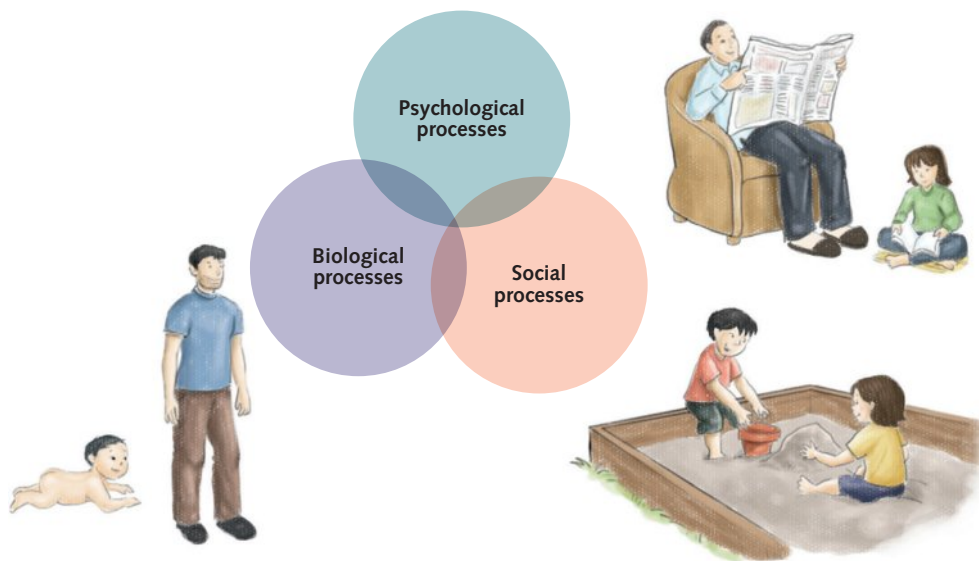 Psychological
processes
Biological
processes
Social
processes